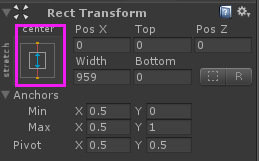 Rect Transform
center
Pos X Top Pos Z
stretch
0 0 0
Width Bottom
959 0 R
Anchors
Min X 0.5 Y 0
Max X 0.5 Y 1
Pivot X 0.5 Y 0.5